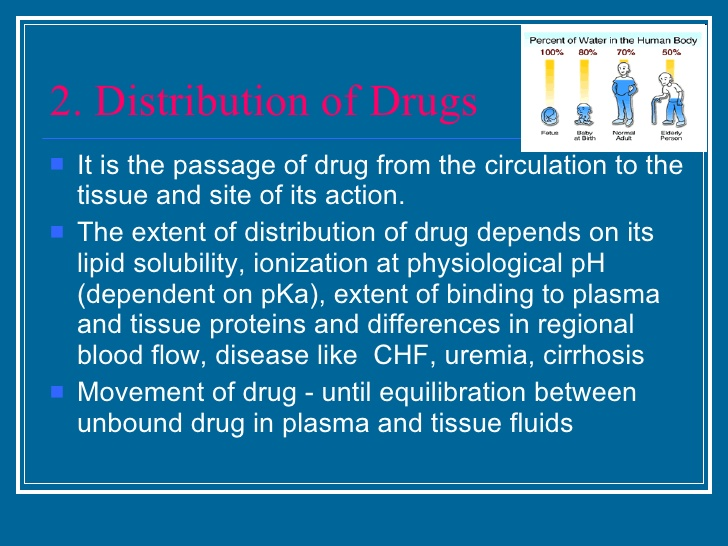 Percent of Water in the Human Body
100% 80% 70% 50%
Fetus Baby at Birth Normal Adult Elderly Person
2. Distribution of Drugs
It is the passage of drug from the circulation to the
tissue and site of its action.
The extent of distribution of drug depends on its
lipid solubility, ionization at physiological pH
(dependent on pKa), extent of binding to plasma
and tissue proteins and differences in regional
blood flow, disease like  CHF, uremia, cirrhosis
Movement of drug - until equilibration between
unbound drug in plasma and tissue fluids